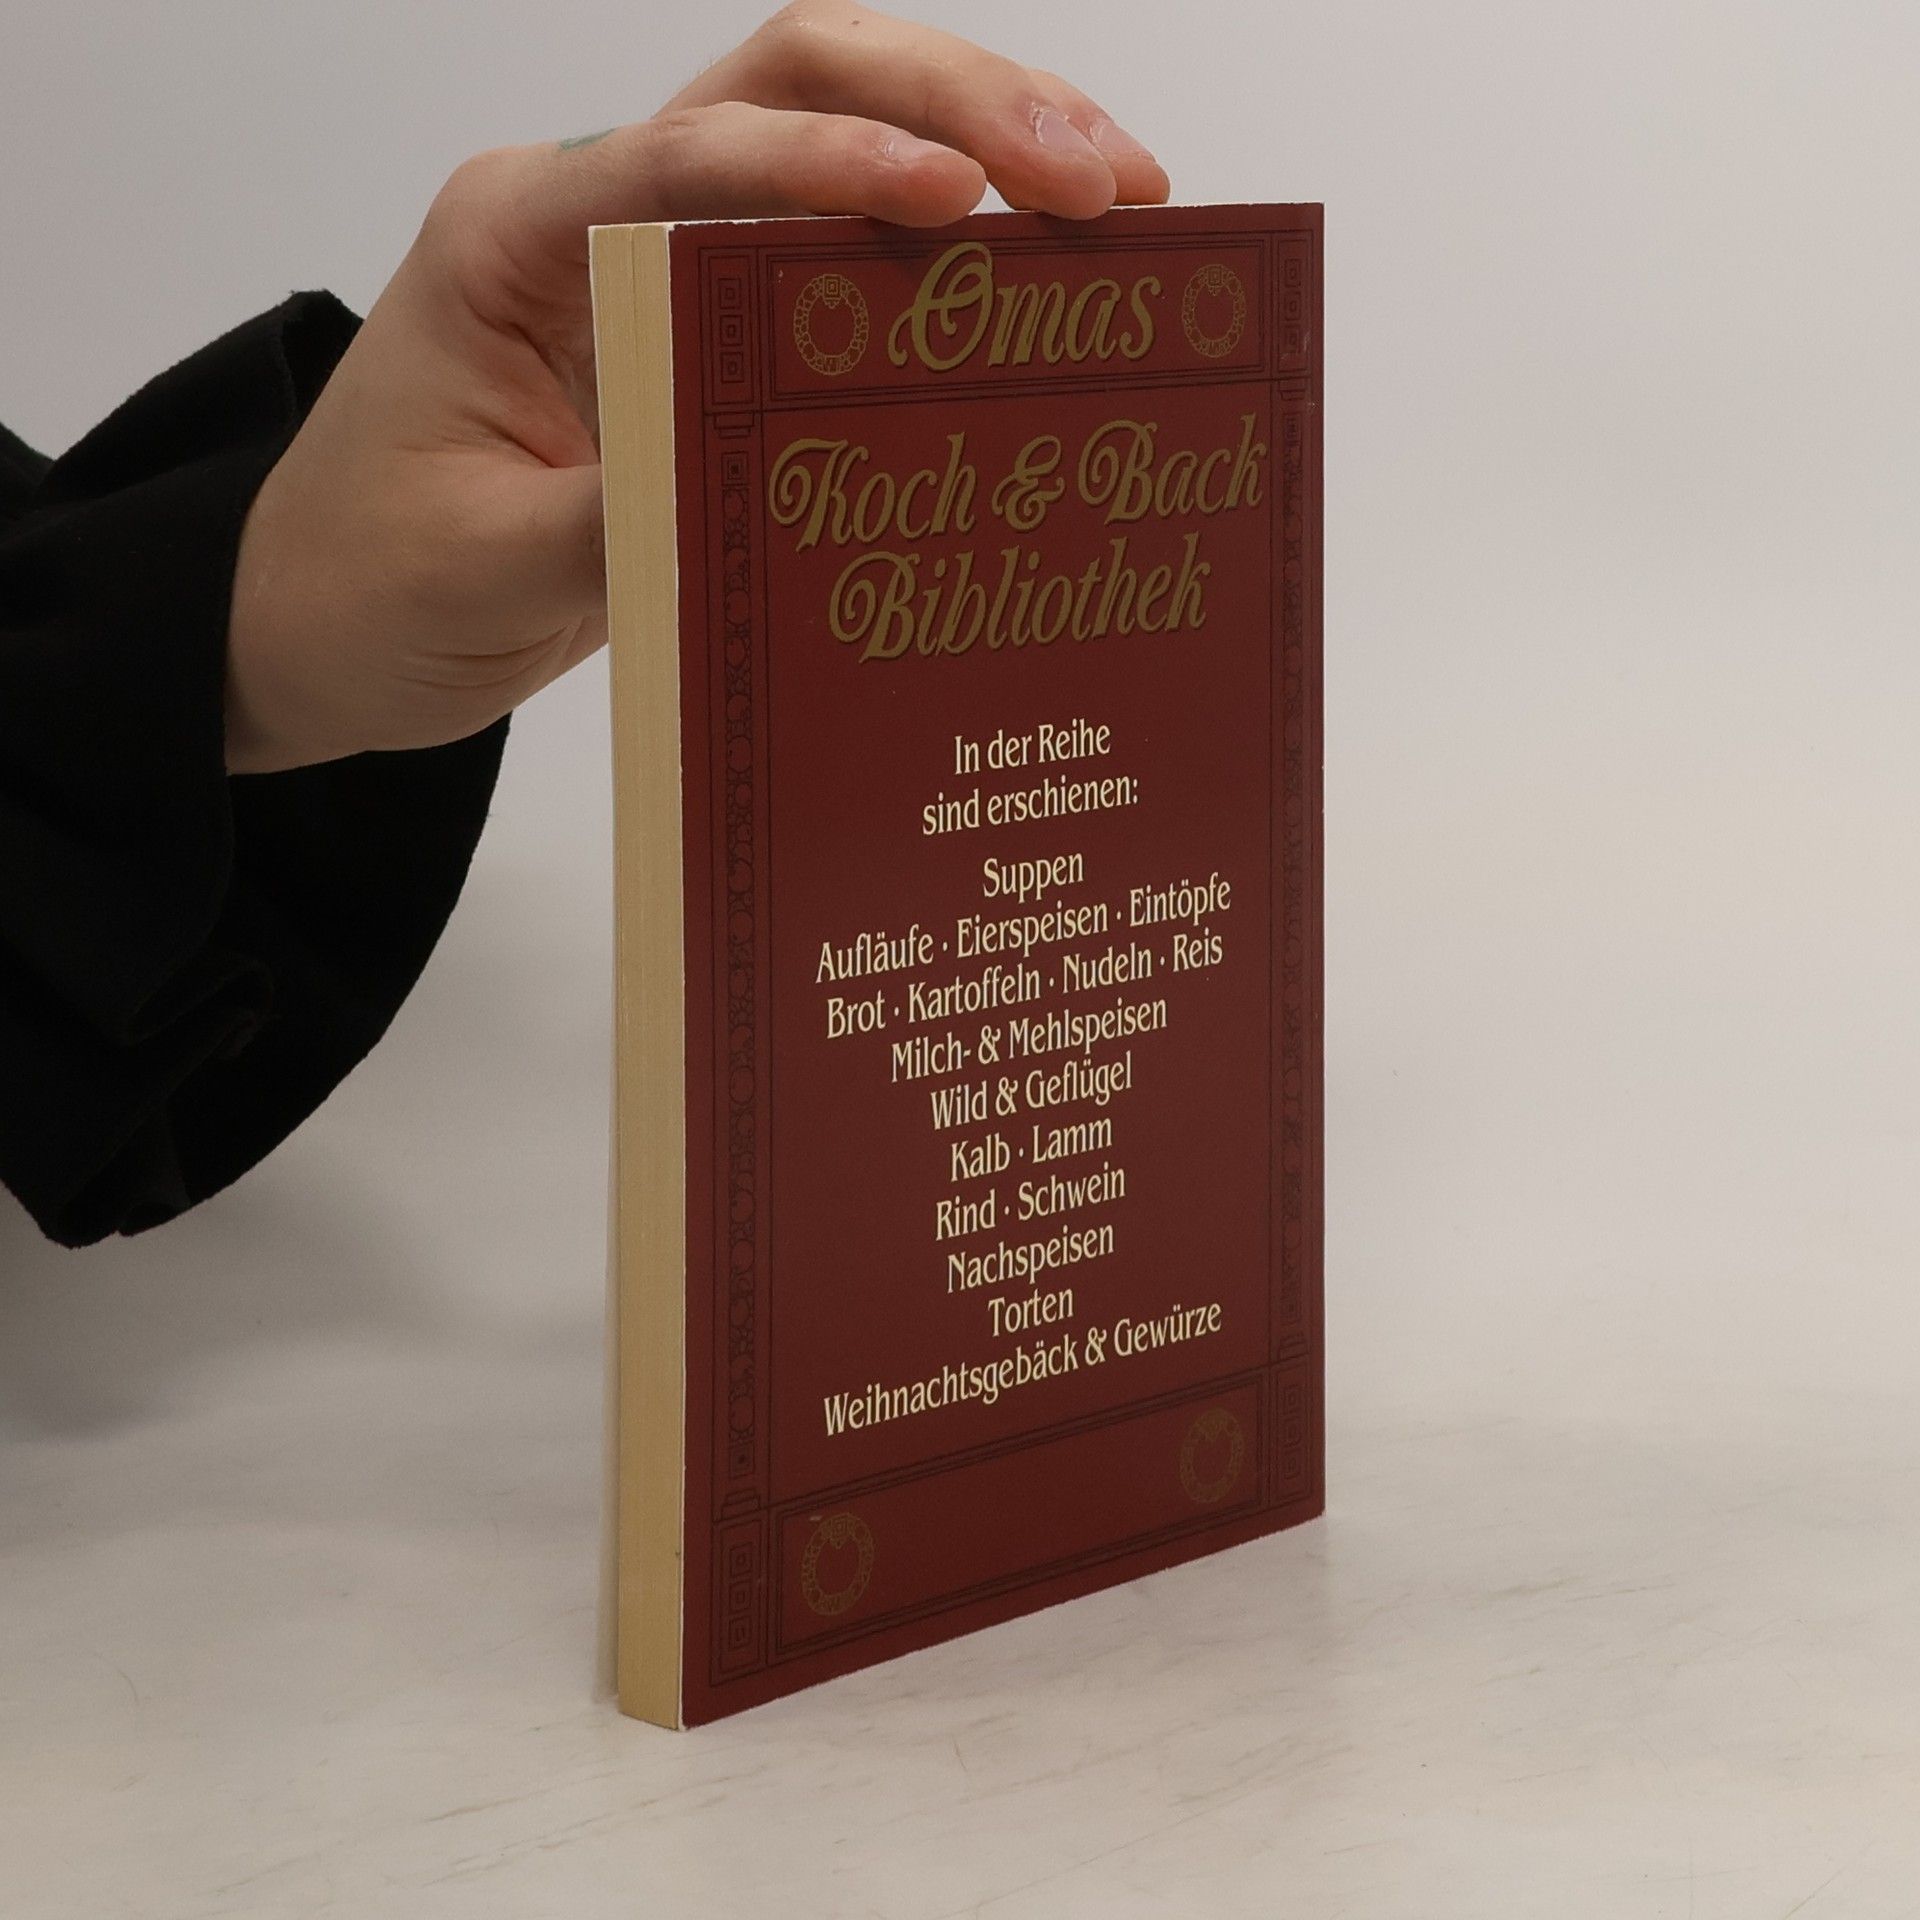 Omas
Koch & Back
Bibliothek
In der Reihe
sind erschienen:
Suppen
Aufläufe · Eierspeisen · Eintöpfe
Brot · Kartoffeln · Nudeln · Reis
Milch- & Mehlspeisen
Wild & Geflügel
Kalb · Lamm
Rind · Schwein
Nachspeisen
Torten
Weihnachtsgebäck & Gewürze